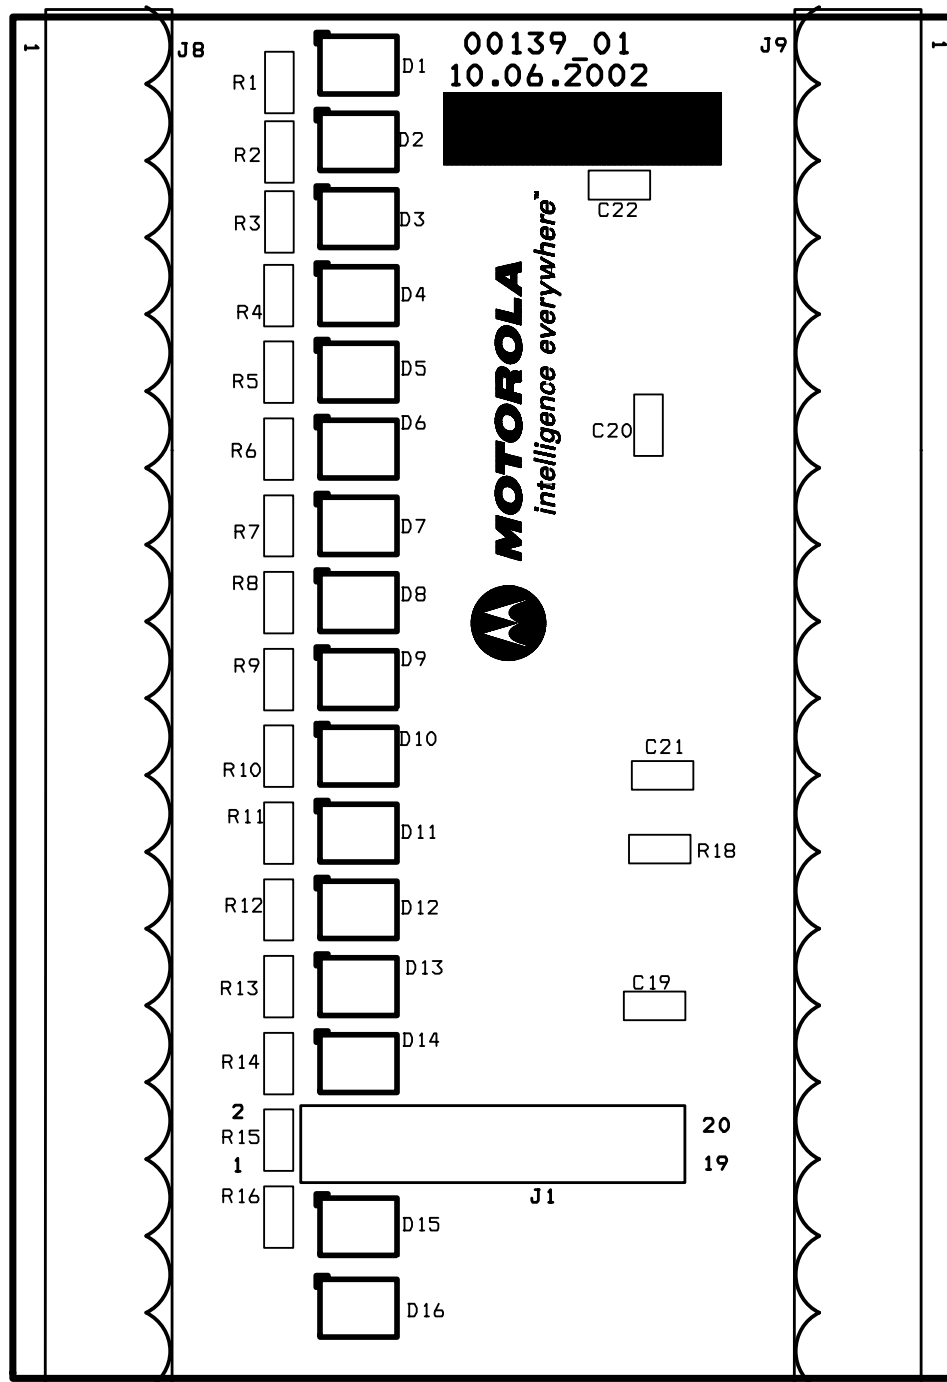 00139_01
10.06.2002
1
J8
J9
1
R1
D1
R2
D2
R3
D3
C22
R4
D4
R5
D5
R6
D6
C20
R7
D7
R8
D8
R9
D9
MOTOROLA
intelligence everywhere™
R10
D10
C21
R11
D11
R18
R12
D12
R13
D13
C19
R14
D14
2
20
R15
1
19
R16
J1
D15
D16